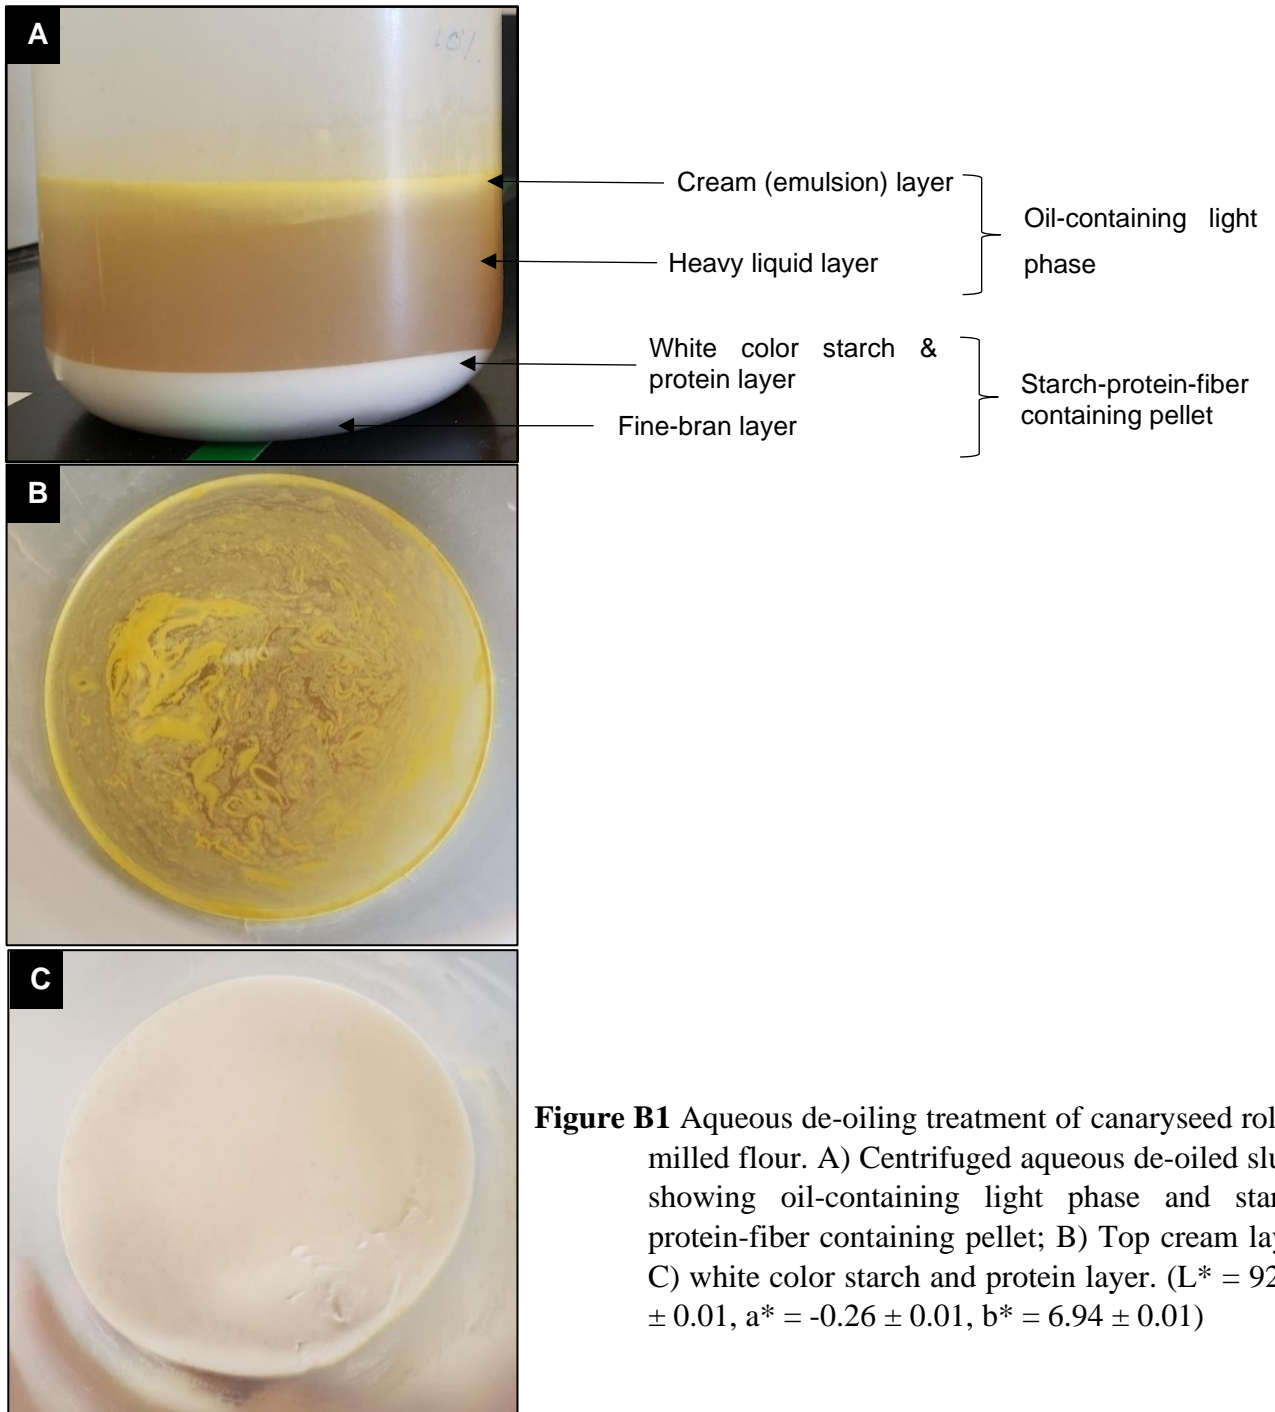 A
10%
Cream (emulsion) layer
Heavy liquid layer
Oil-containing light
phase
White color starch &
protein layer
Fine-bran layer
Starch-protein-fiber
containing pellet
B
C
Figure B1 Aqueous de-oiling treatment of canaryseed rol
milled flour. A) Centrifuged aqueous de-oiled slu
showing oil-containing light phase and star
protein-fiber containing pellet; B) Top cream lay
C) white color starch and protein layer. (L* = 92
± 0.01, a* = -0.26 ± 0.01, b* = 6.94 ± 0.01)